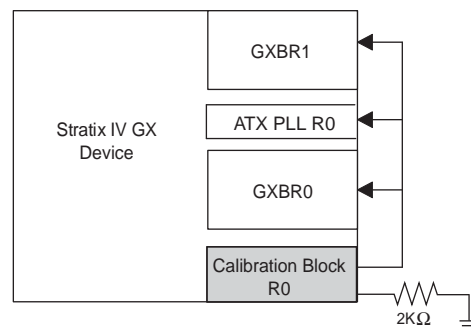 GXBR1
Stratix IV GX
Device
ATX PLL R0
GXBR0
Calibration Block
R0
2KΩ